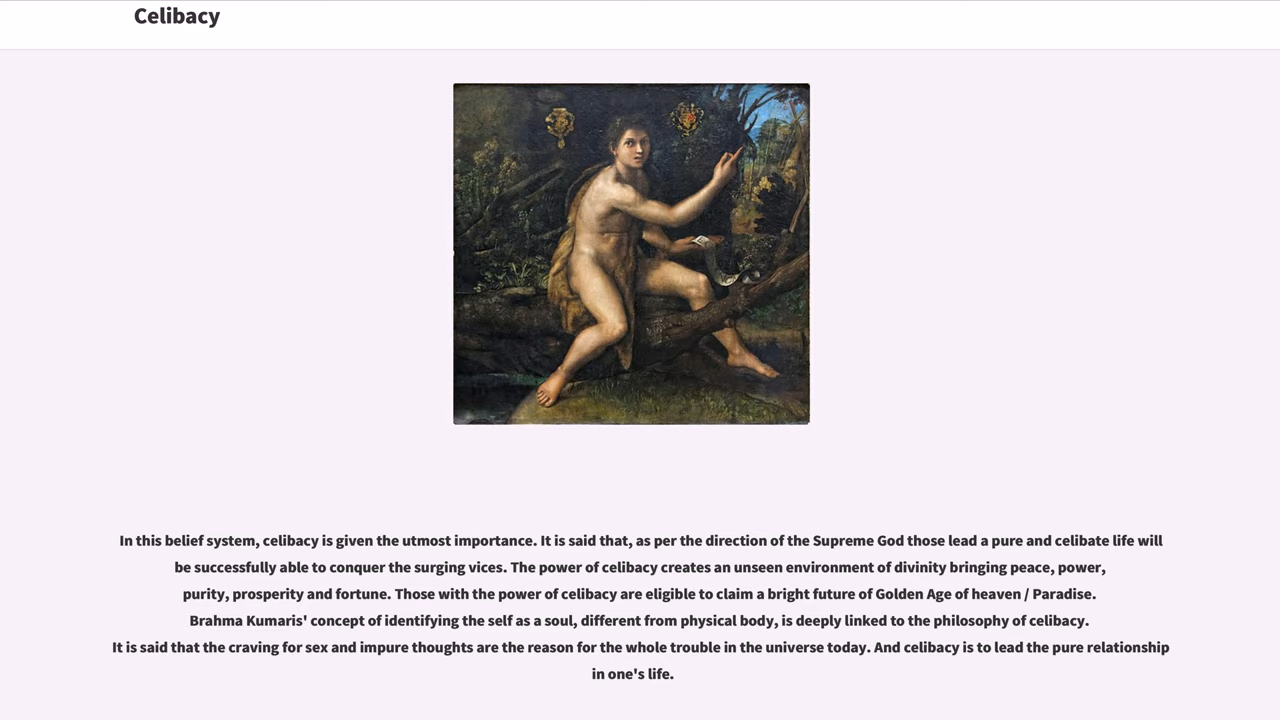 Celibacy
In this belief system, celibacy is given the utmost importance. It is said that, as per the direction of the Supreme God those lead a pure and celibate life will
be successfully able to conquer the surging vices. The power of celibacy creates an unseen environment of divinity bringing peace, power,
purity, prosperity and fortune. Those with the power of celibacy are eligible to claim a bright future of Golden Age of heaven / Paradise.
Brahma Kumaris' concept of identifying the self as a soul, different from physical body, is deeply linked to the philosophy of celibacy.
It is said that the craving for sex and impure thoughts are the reason for the whole trouble in the universe today. And celibacy is to lead the pure relationship
in one's life.